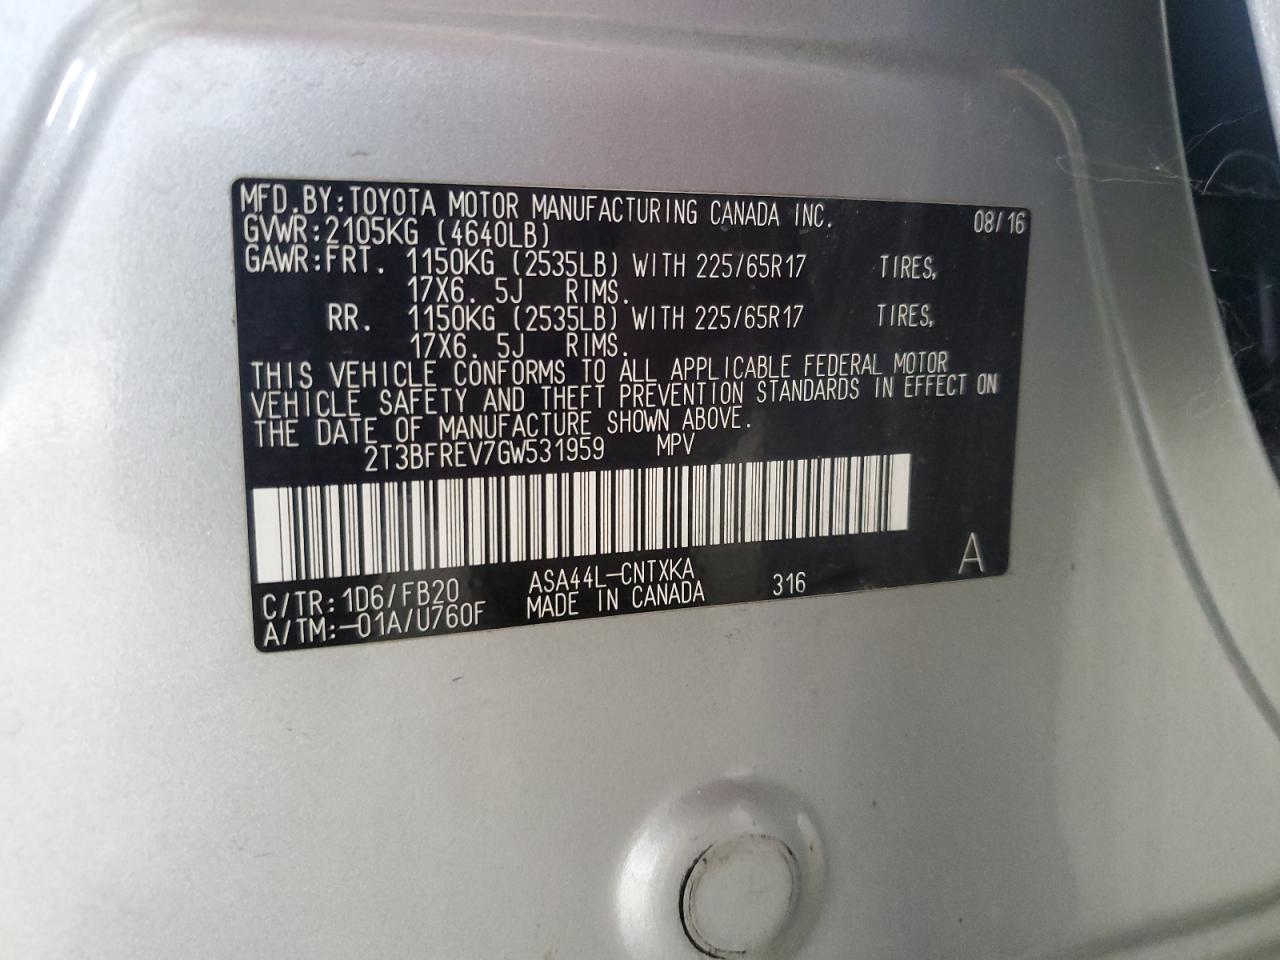 MFD.BY:TOYOTA MOTOR MANUFACTURING CANADA INC. 08/16
GVWR:2105KG (4640LB)
GAWR:FRT. 1150KG (2535LB) WITH 225/65R17 TIRES,
17X6. 5J RIMS.
RR. 1150KG (2535LB) WITH 225/65R17 TIRES,
17X6. 5J RIMS.
THIS VEHICLE CONFORMS TO ALL APPLICABLE FEDERAL MOTOR
VEHICLE SAFETY AND THEFT PREVENTION STANDARDS IN EFFECT ON
THE DATE OF MANUFACTURE SHOWN ABOVE.
2T3BFREV7GW531959 MPV
C/TR:1D6/FB20 ASA44L-CNTXKA 316 A
A/TM:-01A/U760F MADE IN CANADA